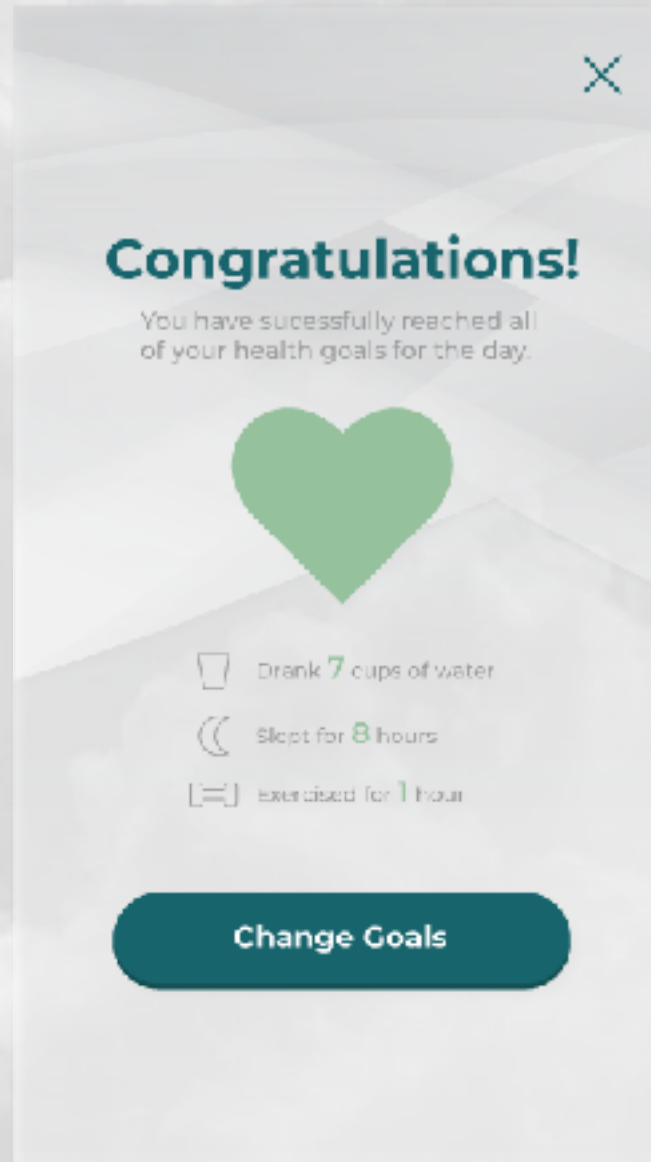 Congratulations!
You have sucessfully reached all
of your health goals for the day.
Drank 7 cups of water
Slept for 8 hours
Exercised for 1 hour
Change Goals